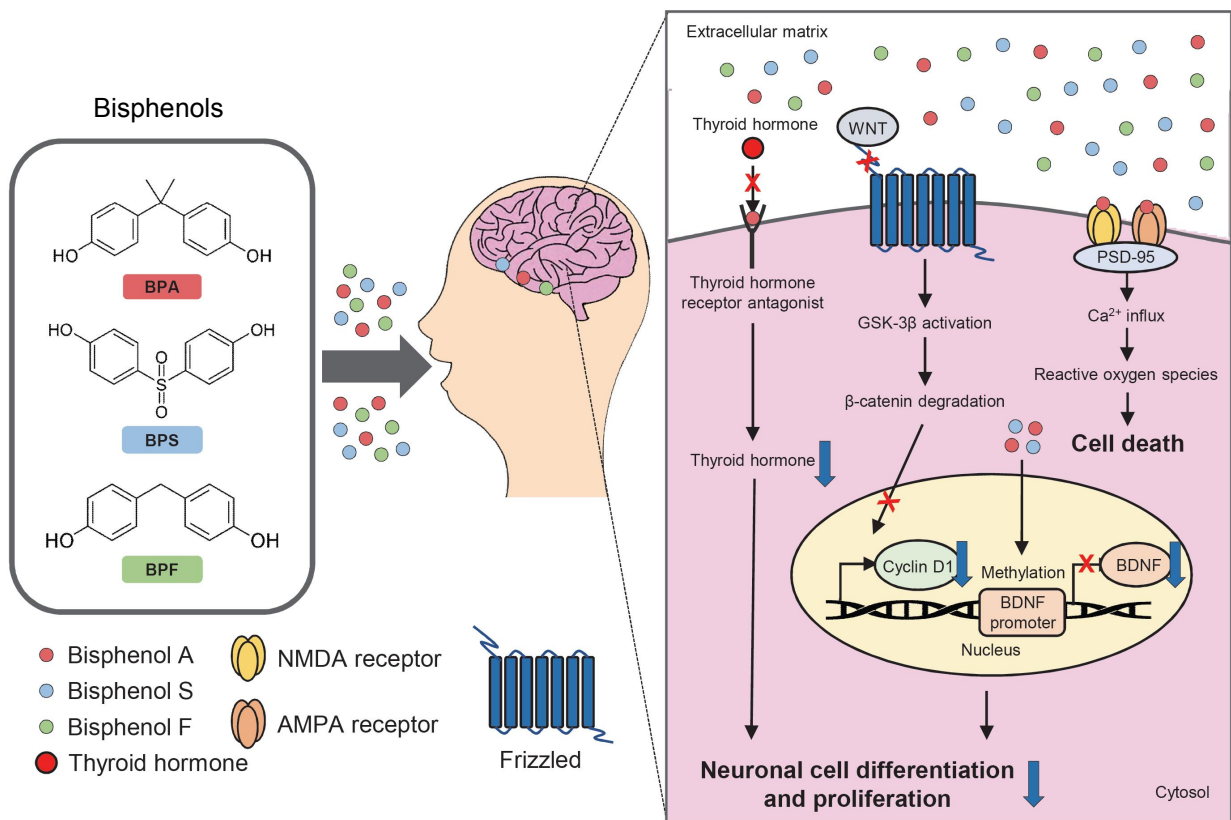 Bisphenols
HO
OH
BPA
HO
OH
O
S
O
BPS
HO
OH
BPF
Bisphenol A
Bisphenol S
Bisphenol F
Thyroid hormone
NMDA receptor
AMPA receptor
Frizzled
Extracellular matrix
Thyroid hormone
WNT
PSD-95
Thyroid hormone
receptor antagonist
GSK-3β activation
Ca²⁺ influx
Reactive oxygen species
β-catenin degradation
Cell death
Thyroid hormone
Cyclin D1
Methylation
BDNF
BDNF
promoter
Nucleus
Neuronal cell differentiation
and proliferation
Cytosol